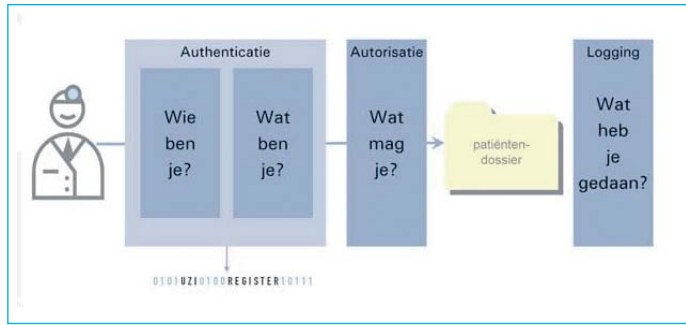 Authenticatie
Wie
ben
je?
Wat
ben
je?
Autorisatie
Wat
mag
je?
patiënten-
dossier
Logging
Wat
heb
je
gedaan?
0101UZI0100REGISTER10111